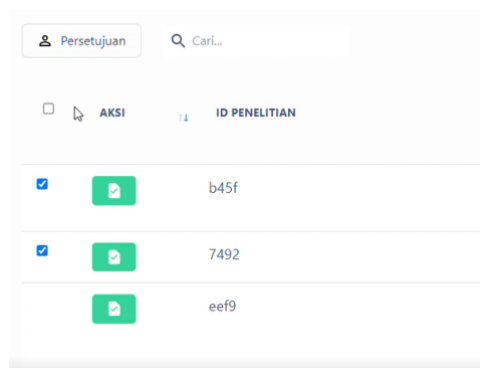 Persetujuan Cari...
AKSI ID PENELITIAN
b45f
7492
eef9